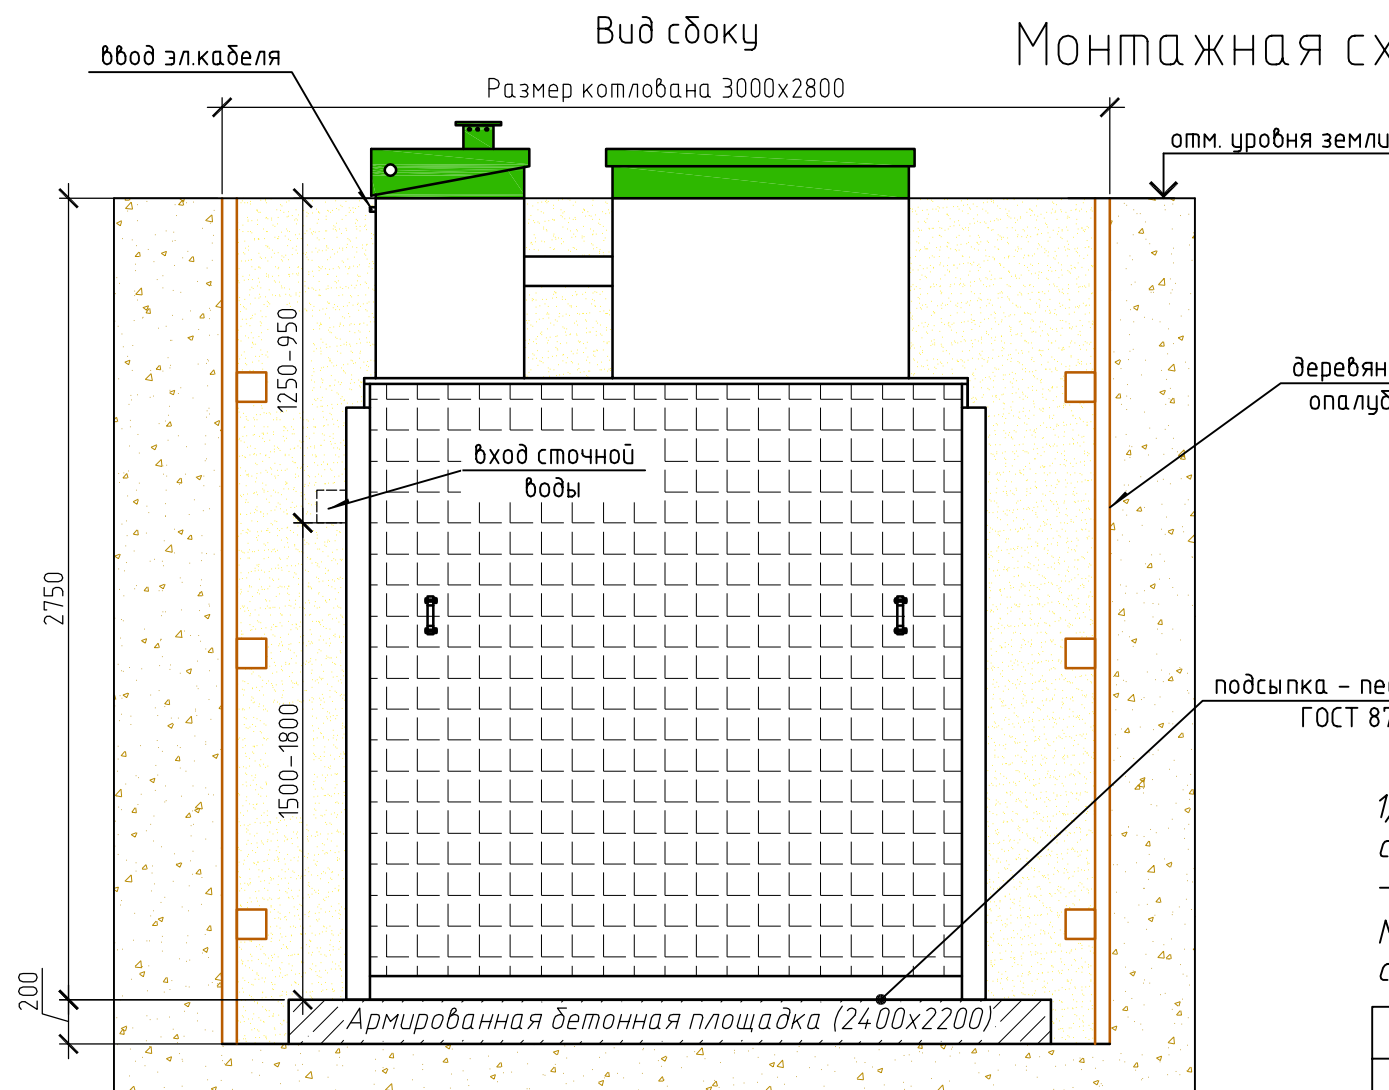 Вид сбоку
Монтажная сх
ввод эл.кабеля
Размер котлована 3000х2800
отм. уровня земли
1250-950
деревян
опалуб
вход сточной
воды
2750
подсыпка - пес
ГОСТ 87
1500-1800
200
Армированная бетонная площадка (2400х2200)